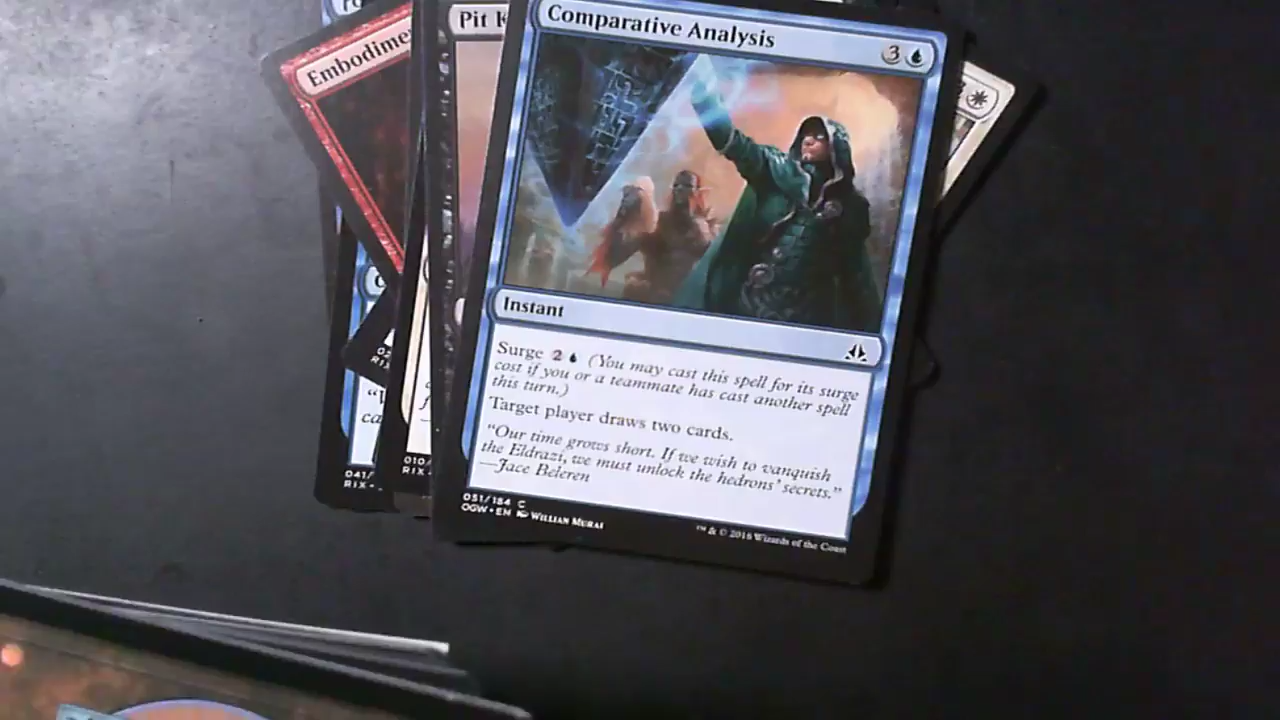 Comparative Analysis
3
Embodime
Pit K
Instant
Surge 2 (You may cast this spell for its surge
cost if you or a teammate has cast another spell
this turn.)
Target player draws two cards.
"Our time grows short. If we wish to vanquish
the Eldrazi, we must unlock the hedrons' secrets."
—Jace Beleren
051/184 C
OGW • EN WILLIAN MURAI
™ & © 2016 Wizards of the Coast
ca
041/
RIX •
010/
RIX
RIX